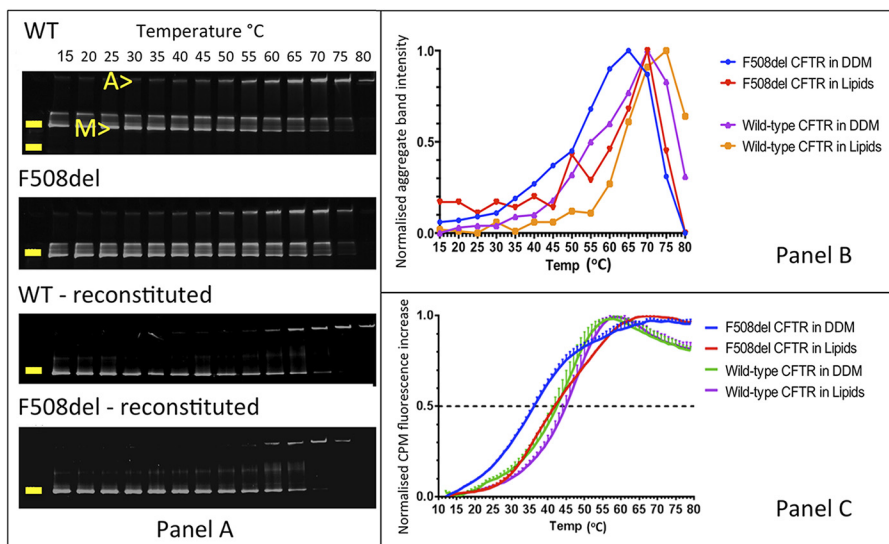 WT
Temperature °C
15 20 25 30 35 40 45 50 55 60 65 70 75 80
A>
M>
F508del
WT - reconstituted
F508del - reconstituted
Panel A
Normalised aggregate band intensity
1.0
0.5
0.0
15 20 25 30 35 40 45 50 55 60 65 70 75 80
Temp (°C)
F508del CFTR in DDM
F508del CFTR in Lipids
Wild-type CFTR in DDM
Wild-type CFTR in Lipids
Panel B
Normalised CPM fluorescence increase
1.0
0.5
0.0
10 15 20 25 30 35 40 45 50 55 60 65 70 75 80
Temp (°C)
F508del CFTR in DDM
F508del CFTR in Lipids
Wild-type CFTR in DDM
Wild-type CFTR in Lipids
Panel C